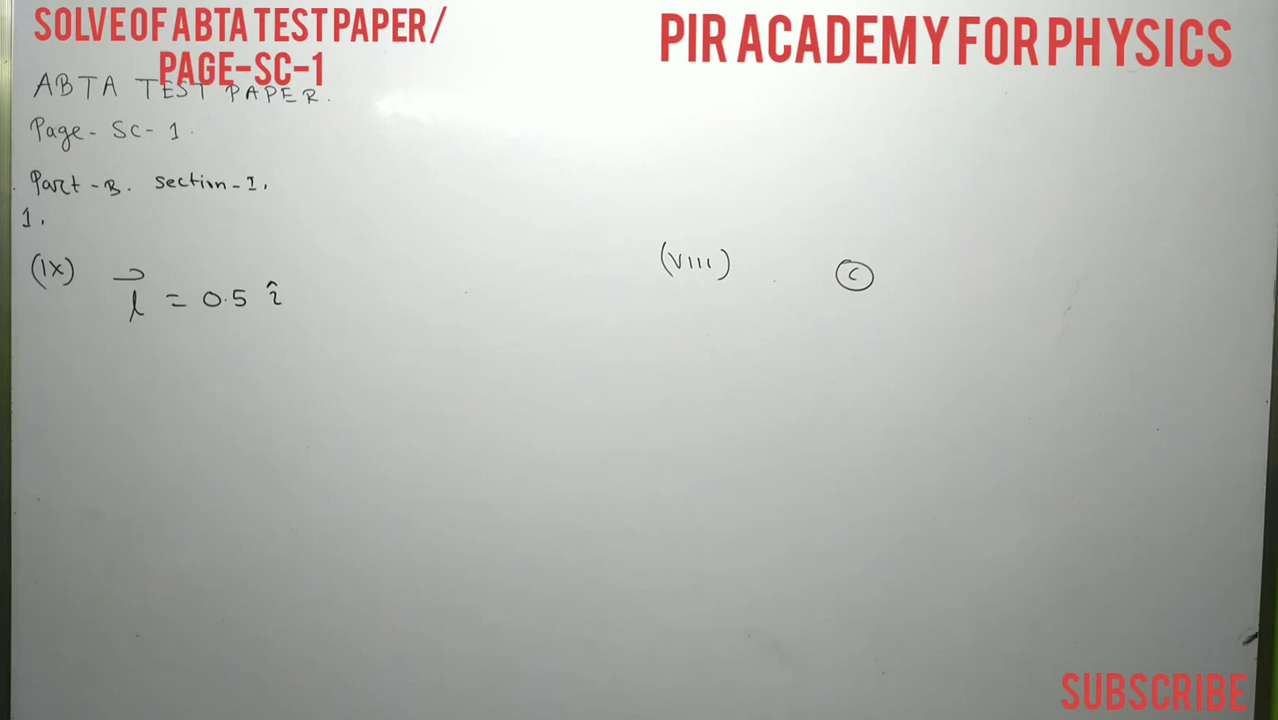 SOLVE OF ABTA TEST PAPER /
PAGE-SC-1
PIR ACADEMY FOR PHYSICS
ABTA TEST PAPER.
Page - SC - 1.
Part - B. Section - I.
1.
(IX) l⃗ = 0.5 î
(VIII) Ⓒ
SUBSCRIBE